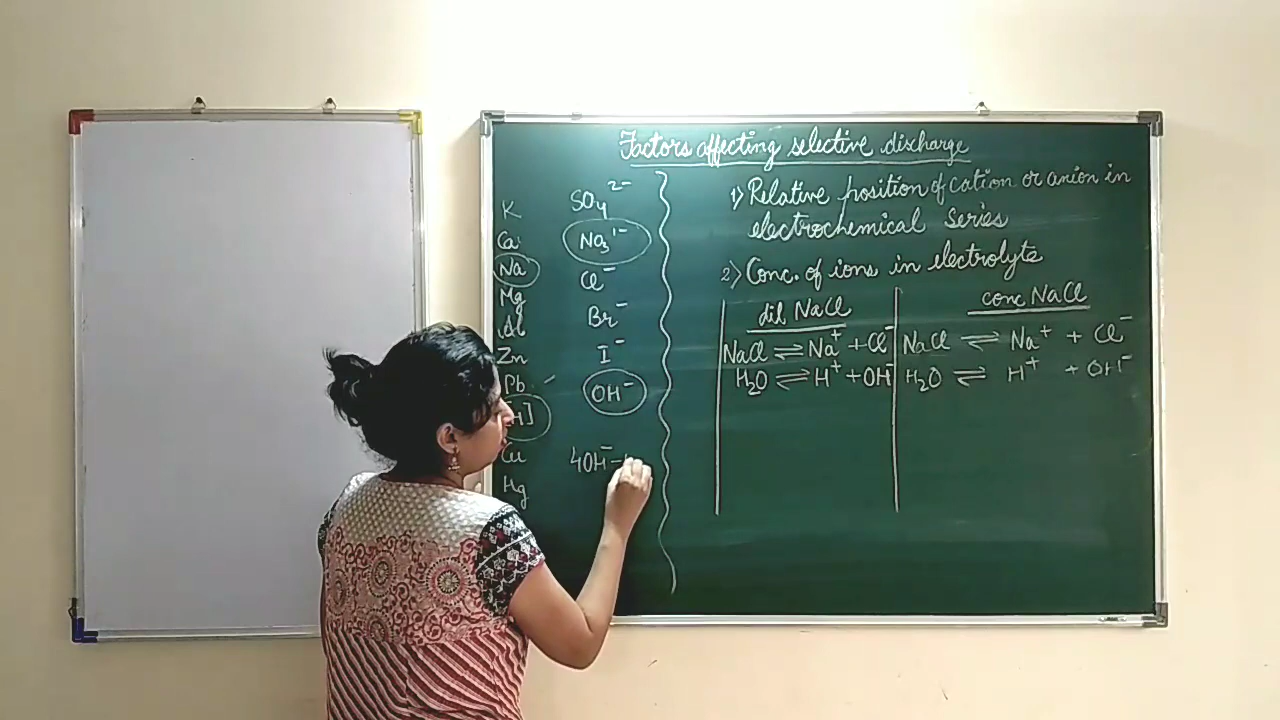 Factors affecting selective discharge
K
Ca
Na
Mg
Al
Zn
Pb
H]
Cu
Hg
SO₄²⁻
NO₃¹⁻
Cl⁻
Br⁻
I⁻
OH⁻
4OH⁻ -
1) Relative position of cation or anion in
electrochemical series
2) Conc. of ions in electrolyte
dil NaCl
NaCl ⇌ Na⁺ + Cl⁻
H₂O ⇌ H⁺ + OH⁻
conc NaCl
NaCl ⇌ Na⁺ + Cl⁻
H₂O ⇌ H⁺ + OH⁻